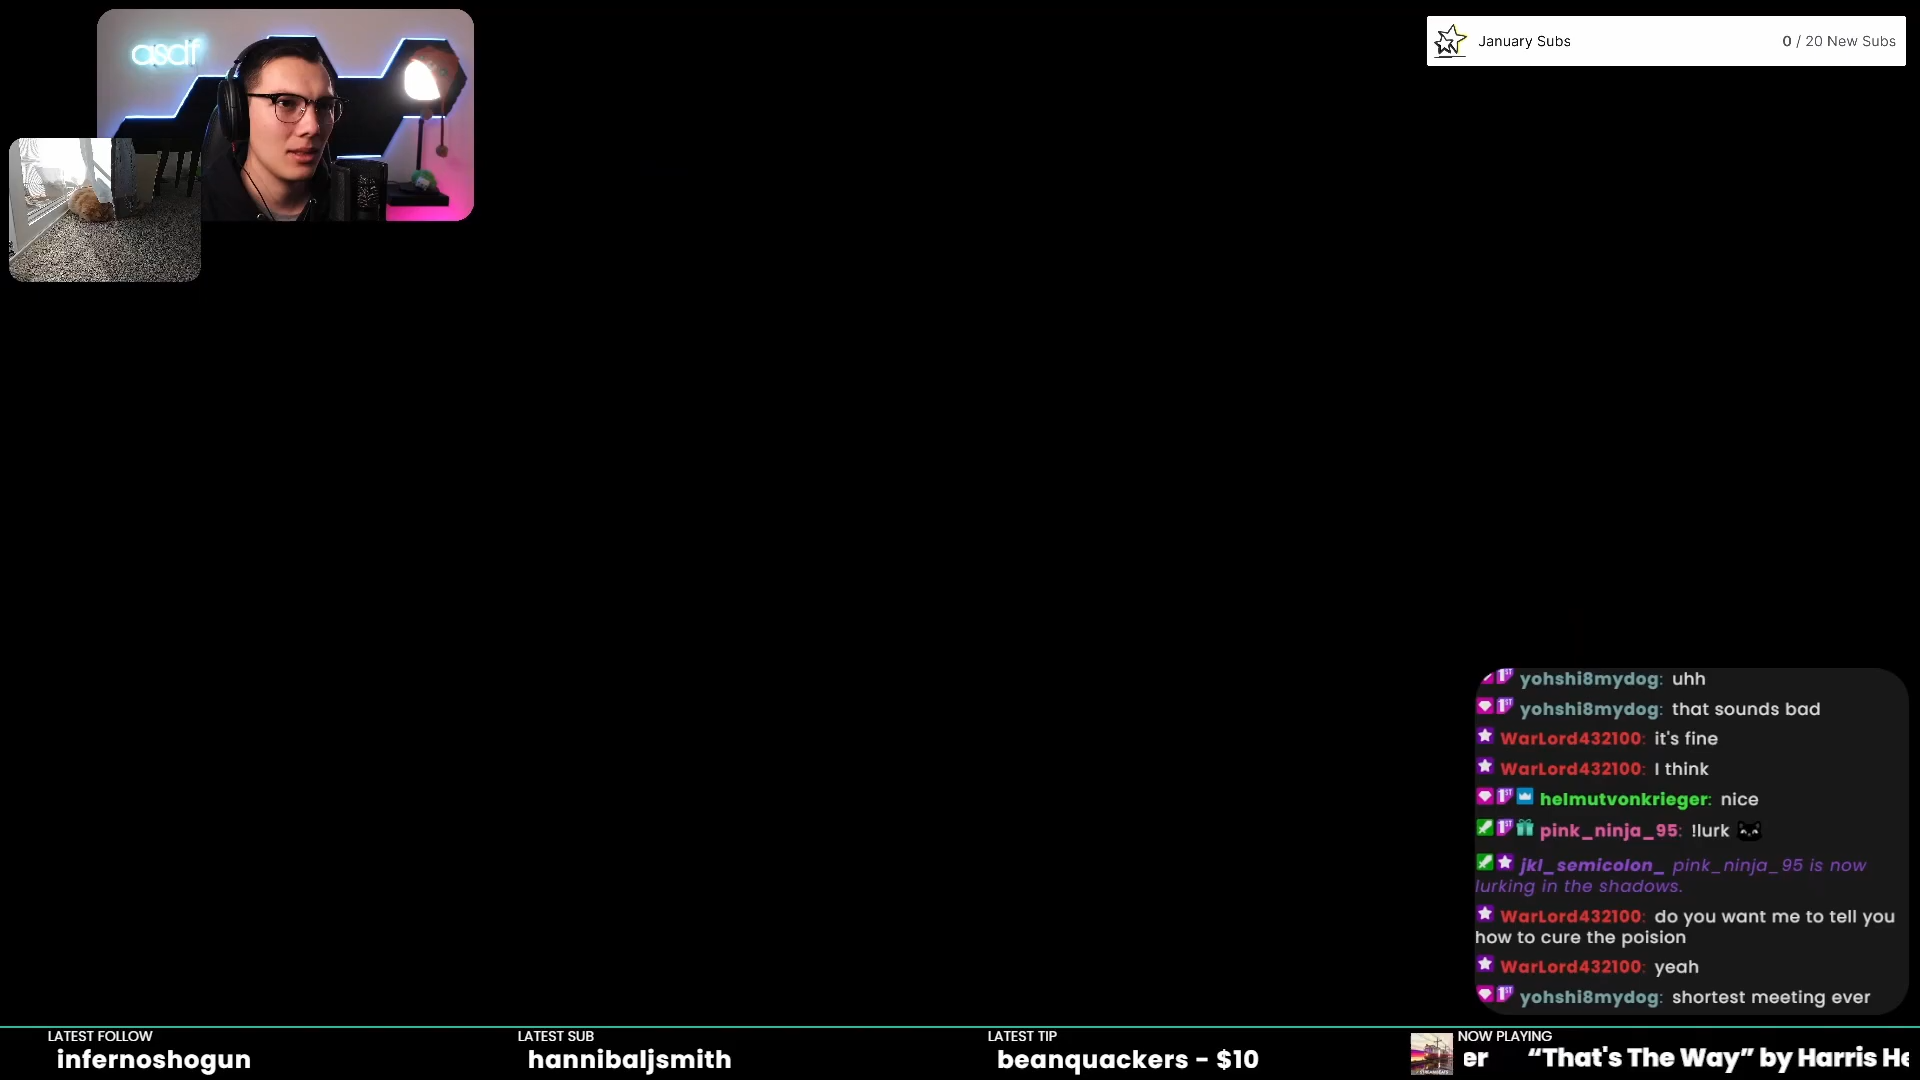 asdf
January Subs
0 / 20 New Subs
yohshi8mydog: uhh
yohshi8mydog: that sounds bad
WarLord432100: it's fine
WarLord432100: I think
helmutvonkrieger: nice
pink_ninja_95: !lurk
jkl_semicolon_ pink_ninja_95 is now
lurking in the shadows.
WarLord432100: do you want me to tell you
how to cure the poision
WarLord432100: yeah
yohshi8mydog: shortest meeting ever
LATEST FOLLOW
infernoshogun
LATEST SUB
hannibaljsmith
LATEST TIP
beanquackers - $10
NOW PLAYING
er “That's The Way” by Harris He